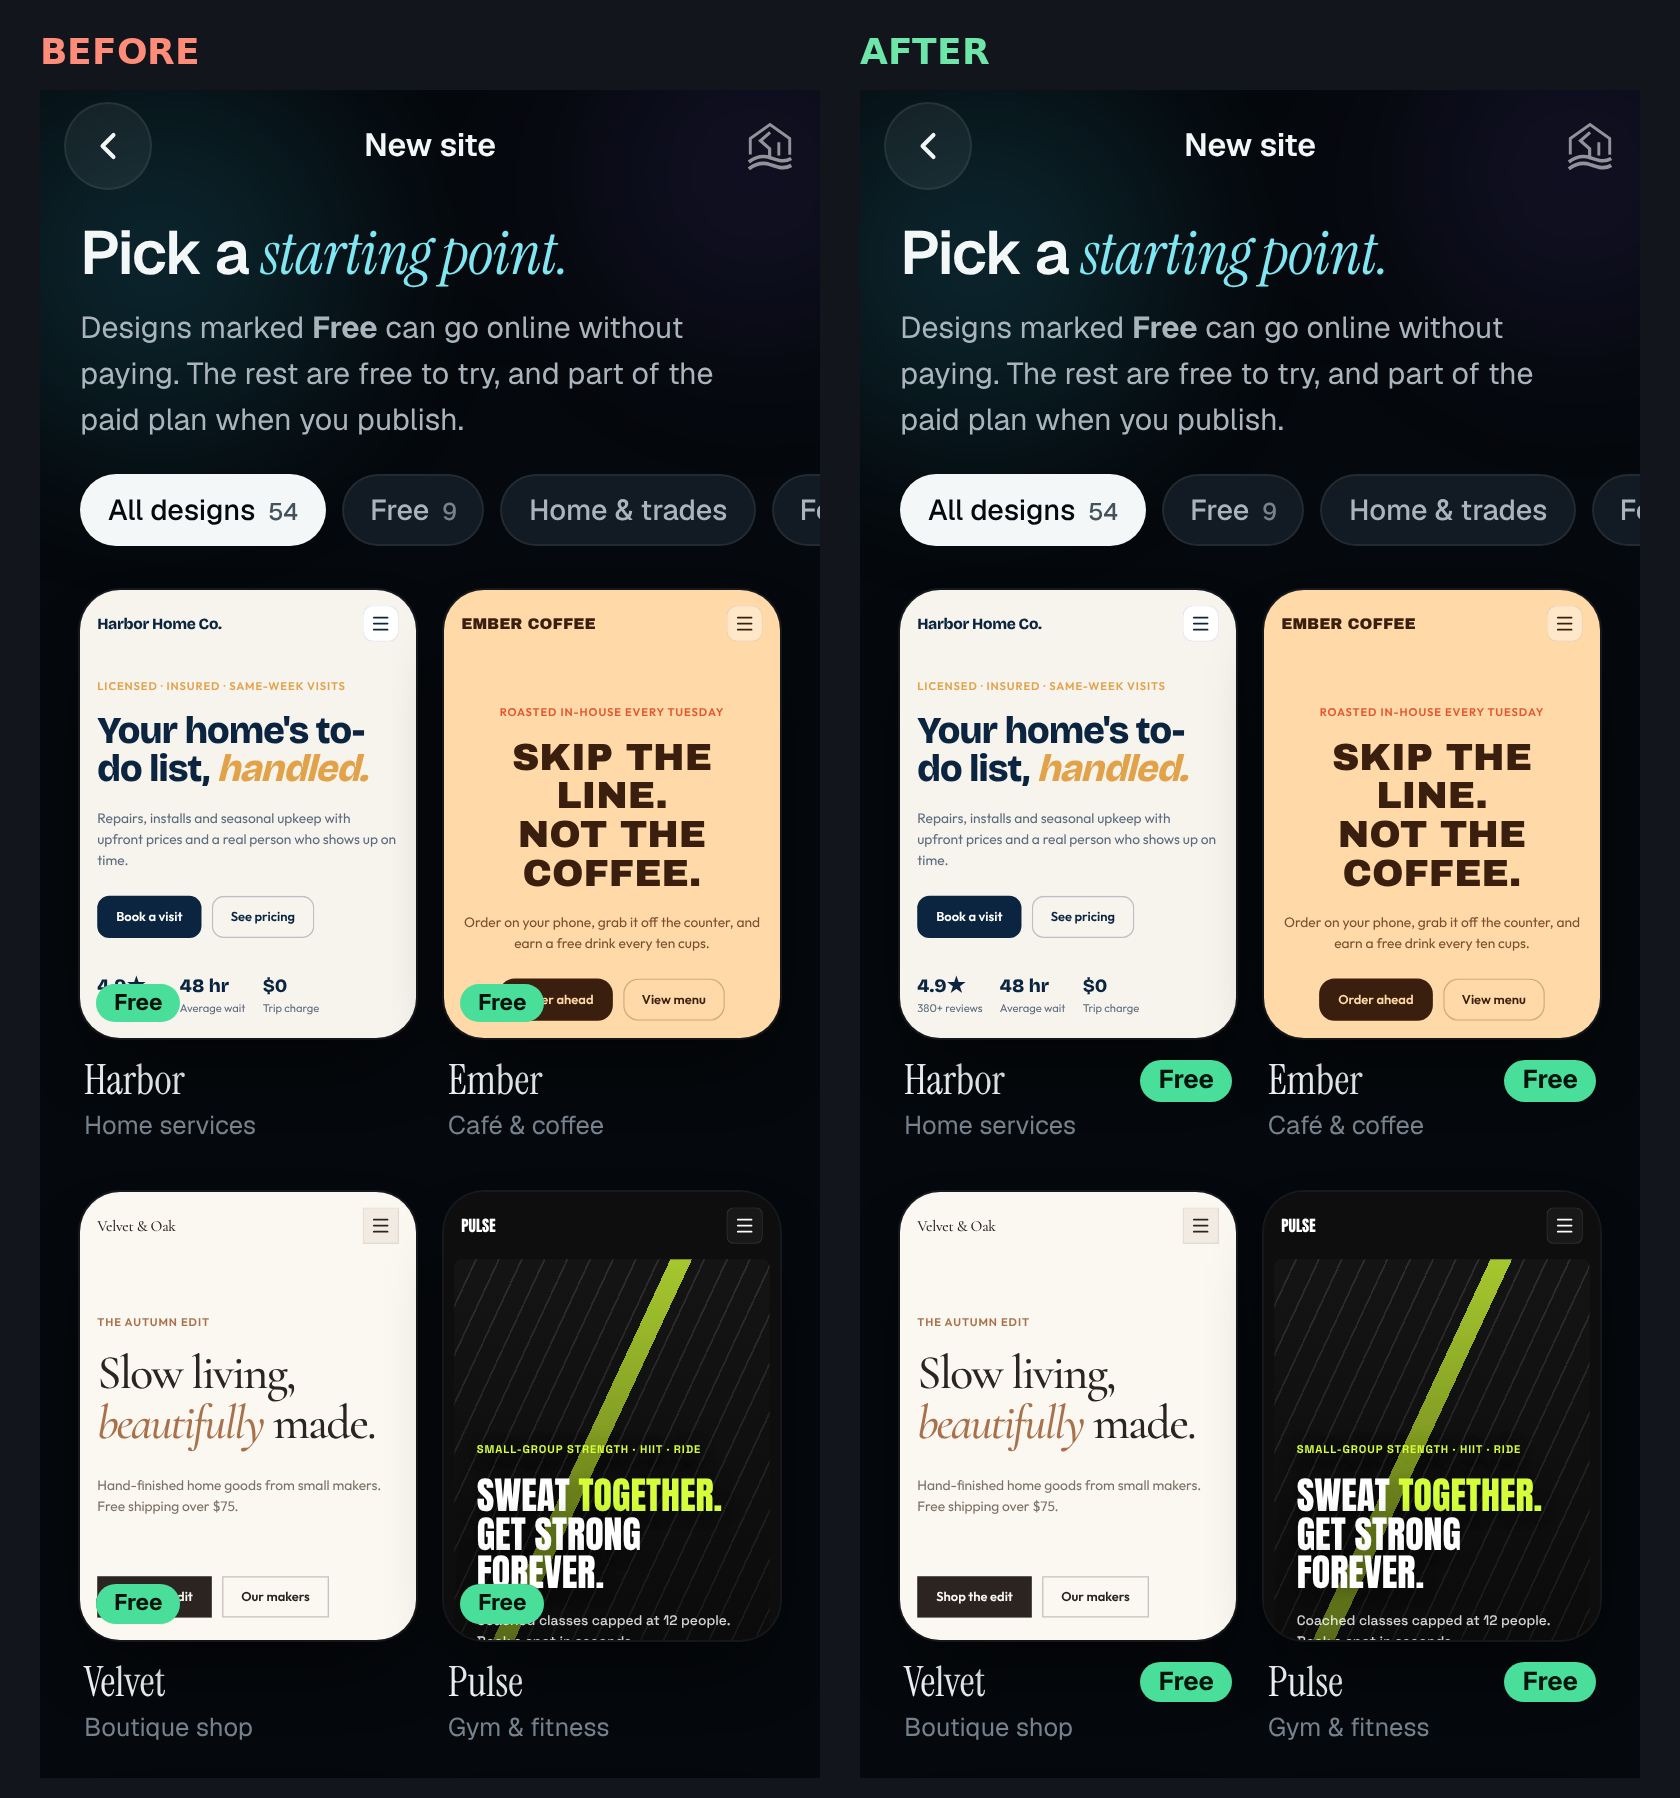 BEFORE
New site
Pick a starting point.
Designs marked Free can go online without
paying. The rest are free to try, and part of the
paid plan when you publish.
All designs 54
Free 9
Home & trades
Harbor Home Co.
LICENSED · INSURED · SAME-WEEK VISITS
Your home's to-
do list, handled.
Repairs, installs and seasonal upkeep with
upfront prices and a real person who shows up on
time.
Book a visit
See pricing
48 hr
$0
Free
Average wait
Trip charge
Harbor
Home services
EMBER COFFEE
ROASTED IN-HOUSE EVERY TUESDAY
SKIP THE
LINE.
NOT THE
COFFEE.
Order on your phone, grab it off the counter, and
earn a free drink every ten cups.
Free
ahead
View menu
Ember
Café & coffee
Velvet & Oak
THE AUTUMN EDIT
Slow living,
beautifully made.
Hand-finished home goods from small makers.
Free shipping over $75.
Free
Our makers
Velvet
Boutique shop
PULSE
SMALL-GROUP STRENGTH · HIIT · RIDE
SWEAT TOGETHER.
GET STRONG
FOREVER.
Free
classes capped at 12 people.
Pulse
Gym & fitness
AFTER
New site
Pick a starting point.
Designs marked Free can go online without
paying. The rest are free to try, and part of the
paid plan when you publish.
All designs 54
Free 9
Home & trades
Harbor Home Co.
LICENSED · INSURED · SAME-WEEK VISITS
Your home's to-
do list, handled.
Repairs, installs and seasonal upkeep with
upfront prices and a real person who shows up on
time.
Book a visit
See pricing
4.9★
48 hr
$0
380+ reviews
Average wait
Trip charge
Harbor
Free
Home services
EMBER COFFEE
ROASTED IN-HOUSE EVERY TUESDAY
SKIP THE
LINE.
NOT THE
COFFEE.
Order on your phone, grab it off the counter, and
earn a free drink every ten cups.
Order ahead
View menu
Ember
Free
Café & coffee
Velvet & Oak
THE AUTUMN EDIT
Slow living,
beautifully made.
Hand-finished home goods from small makers.
Free shipping over $75.
Shop the edit
Our makers
Velvet
Free
Boutique shop
PULSE
SMALL-GROUP STRENGTH · HIIT · RIDE
SWEAT TOGETHER.
GET STRONG
FOREVER.
Coached classes capped at 12 people.
Pulse
Free
Gym & fitness